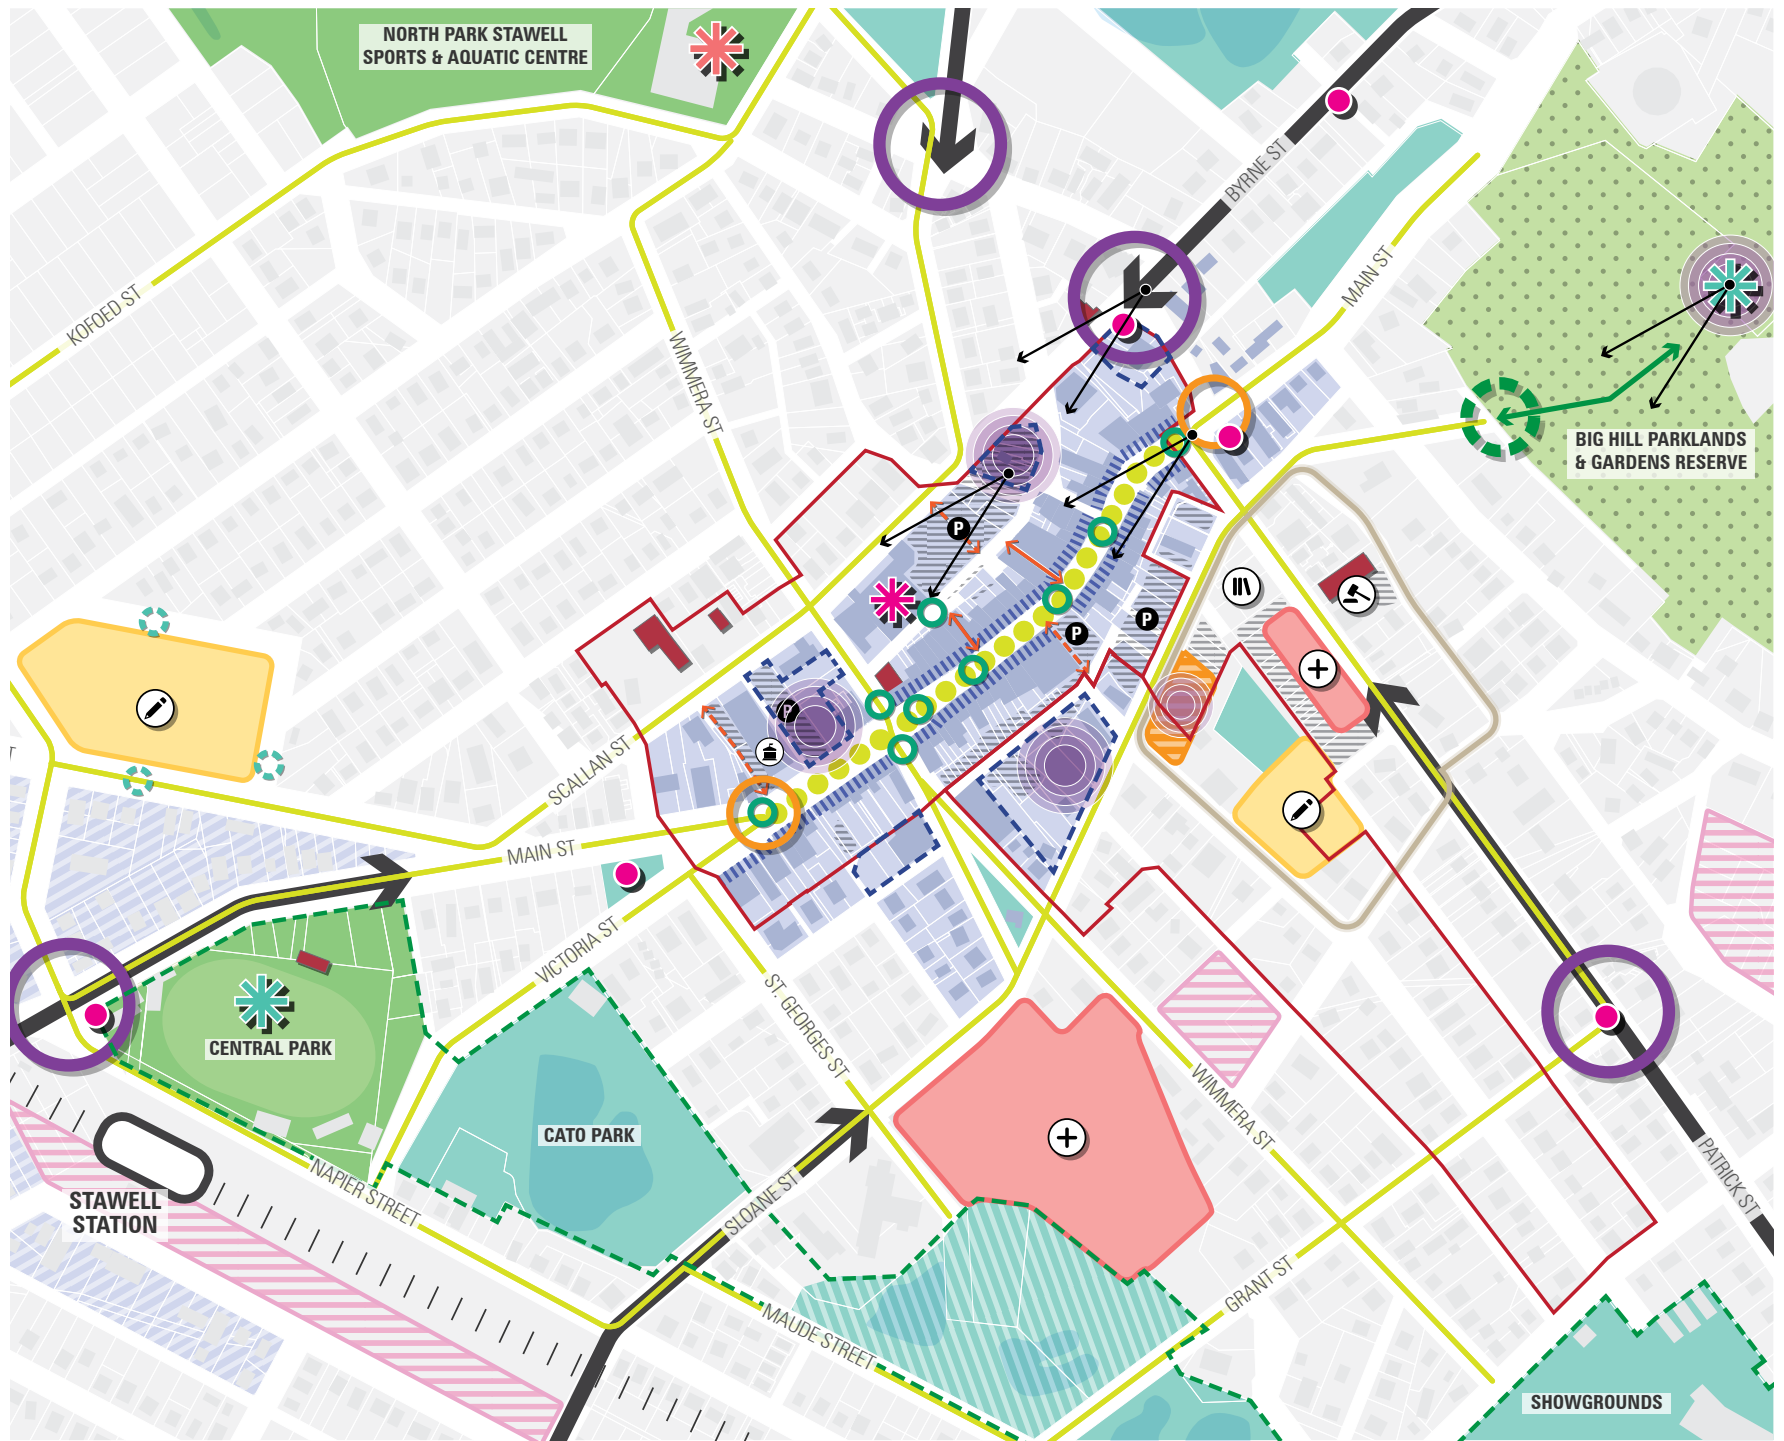 NORTH PARK STAWELL
SPORTS & AQUATIC CENTRE
BYRNE ST
MAIN ST
KOFOED ST
WIMMERA ST
BIG HILL PARKLANDS
& GARDENS RESERVE
P
P
P
P
SCALLAN ST
T
MAIN ST
VICTORIA ST
ST. GEORGES ST
CENTRAL PARK
CATO PARK
WIMMERA ST
PATRICK ST
STAWELL
STATION
NAPIER STREET
SLOANE ST
GRANT ST
MAUDE STREET
SHOWGROUNDS